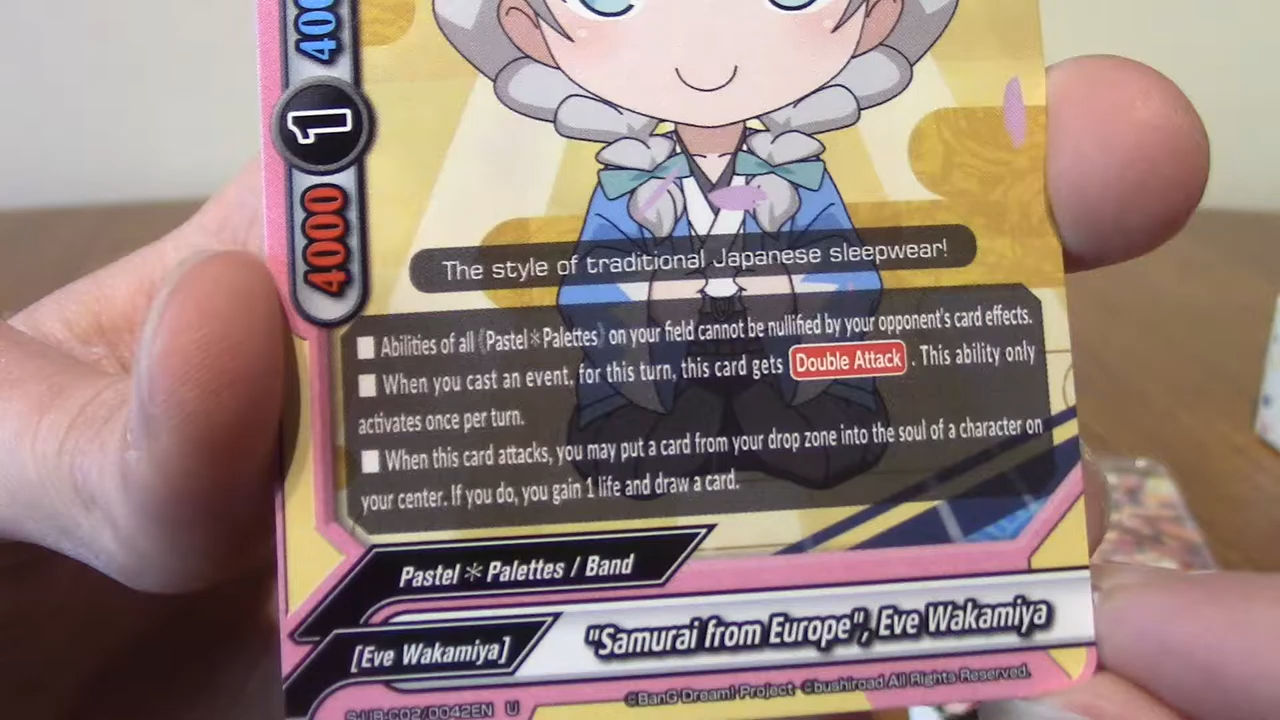 400
1
4000
The style of traditional Japanese sleepwear!
■ Abilities of all《Pastel＊Palettes》on your field cannot be nullified by your opponent's card effects.
■ When you cast an event, for this turn, this card gets Double Attack . This ability only
activates once per turn.
■ When this card attacks, you may put a card from your drop zone into the soul of a character on
your center. If you do, you gain 1 life and draw a card.
Pastel＊Palettes / Band
[Eve Wakamiya]
"Samurai from Europe", Eve Wakamiya
S-UB-C02/0042EN U
©BanG Dream! Project ©bushiroad All Rights Reserved.